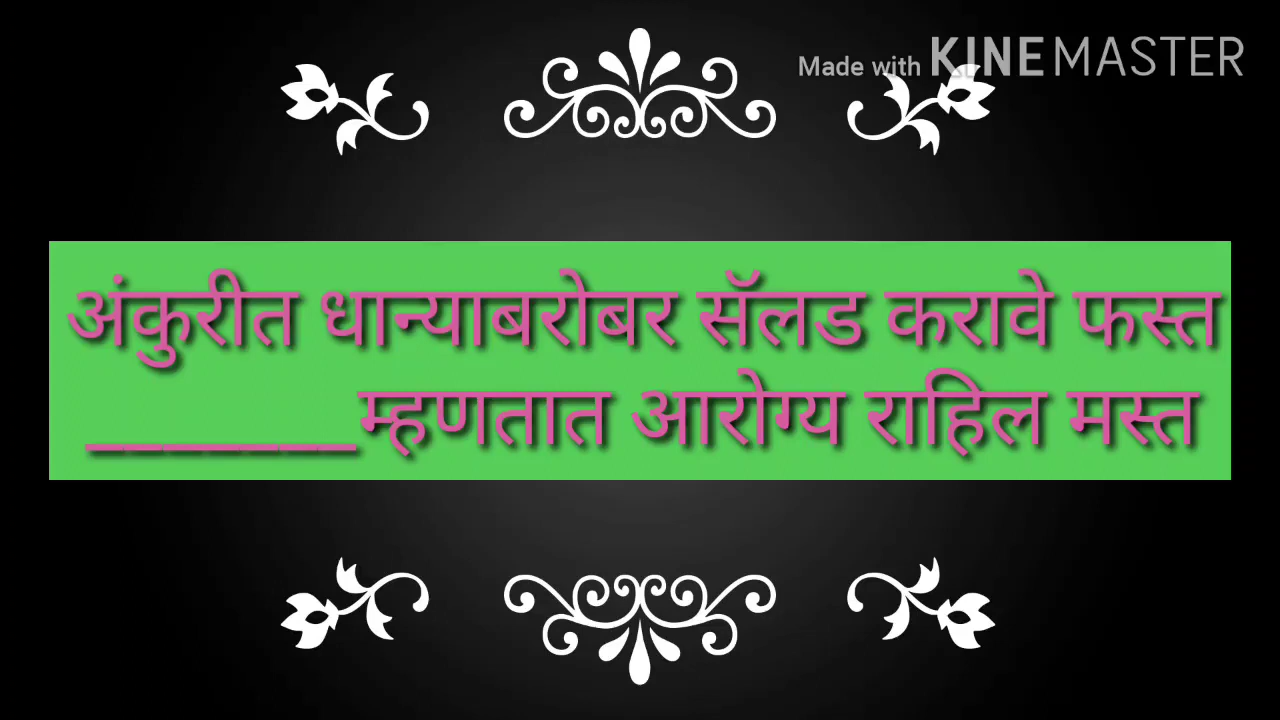 Made with KINEMASTER
अंकुरीत धान्याबरोबर सॅलड करावे फस्त
_______म्हणतात आरोग्य राहिल मस्त